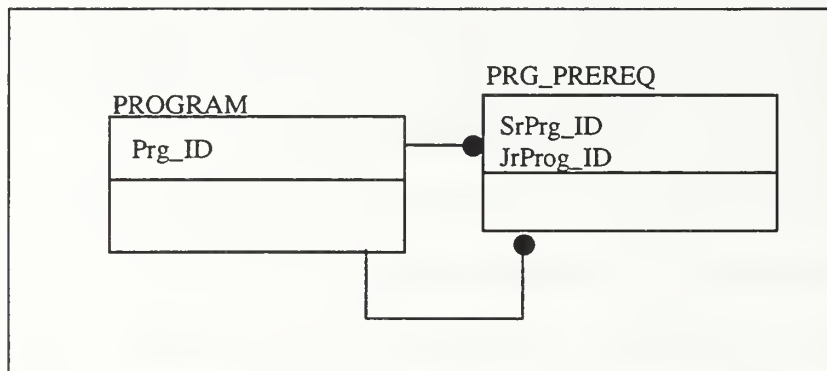 PROGRAM
Prg_ID
PRG_PREREQ
SrPrg_ID
JrProg_ID